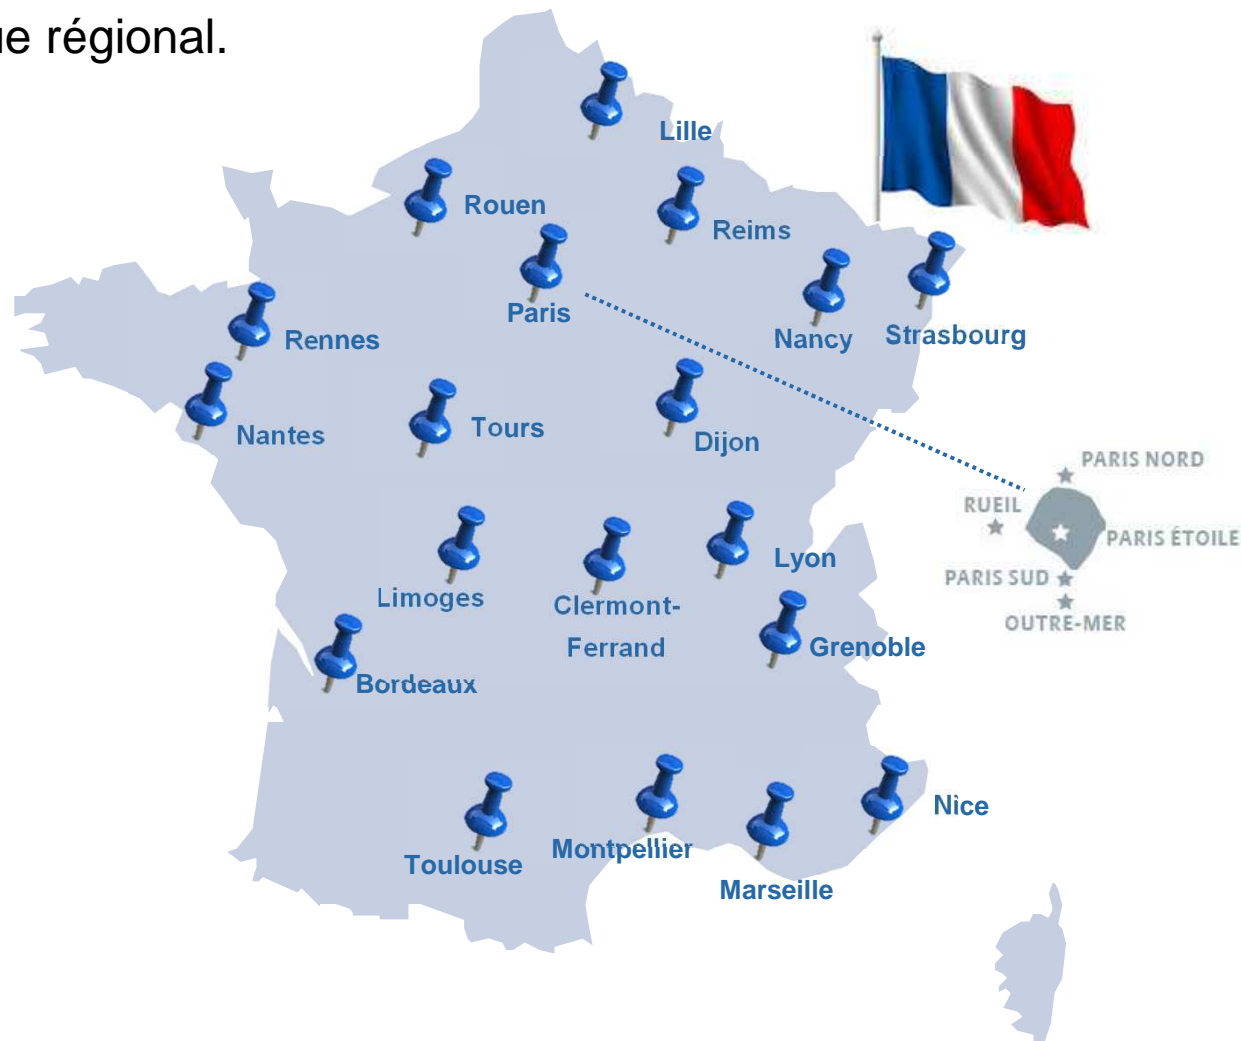 ue régional.
Lille
Rouen
Reims
Paris
Nancy
Strasbourg
Rennes
Nantes
Tours
Dijon
PARIS NORD
RUEIL
PARIS ÉTOILE
PARIS SUD
OUTRE-MER
Limoges
Clermont-
Ferrand
Lyon
Grenoble
Bordeaux
Toulouse
Montpellier
Marseille
Nice